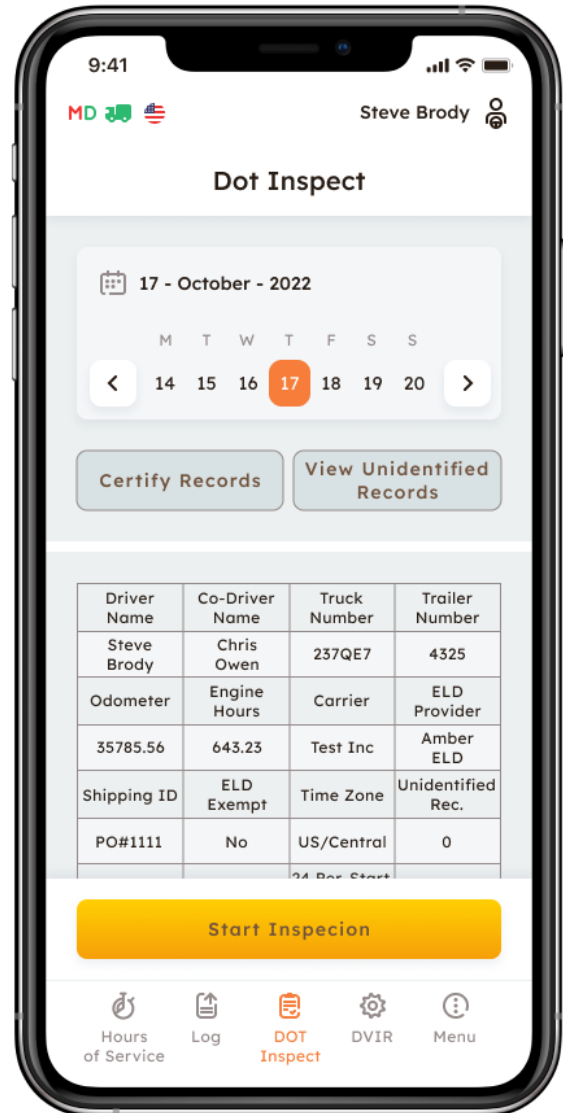 9:41
MD
Steve Brody
Dot Inspect
17 - October - 2022
M T W T F S S
14 15 16 17 18 19 20
Certify Records
View Unidentified
Records
Driver
Name
Co-Driver
Name
Truck
Number
Trailer
Number
Steve
Brody
Chris
Owen
237QE7
4325
Odometer
Engine
Hours
Carrier
ELD
Provider
35785.56
643.23
Test Inc
Amber
ELD
Shipping ID
ELD
Exempt
Time Zone
Unidentified
Rec.
PO#1111
No
US/Central
0
24 Per. Start
Start Inspecion
Hours
of Service
Log
DOT
Inspect
DVIR
Menu